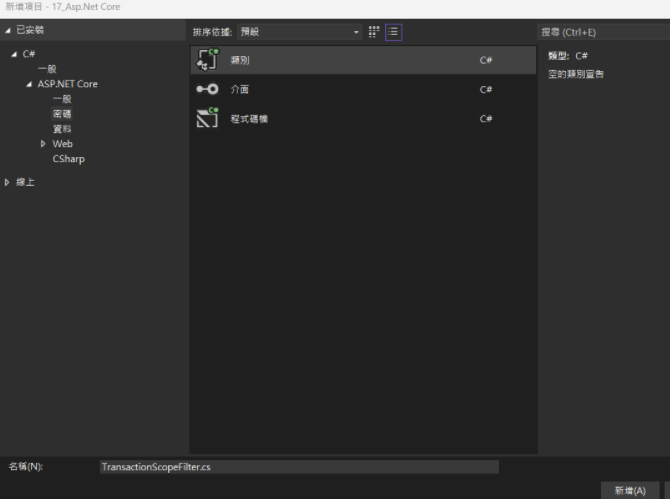 新增項目 - 17_Asp.Net Core
已安裝
排序依據: 預設
搜尋 (Ctrl+E)
C#
一般
ASP.NET Core
一般
密碼
資料
Web
CSharp
線上
類別 C#
介面 C#
程式碼檔 C#
類型: C#
空的類別宣告
名稱(N): TransactionScopeFilter.cs
新增(A)